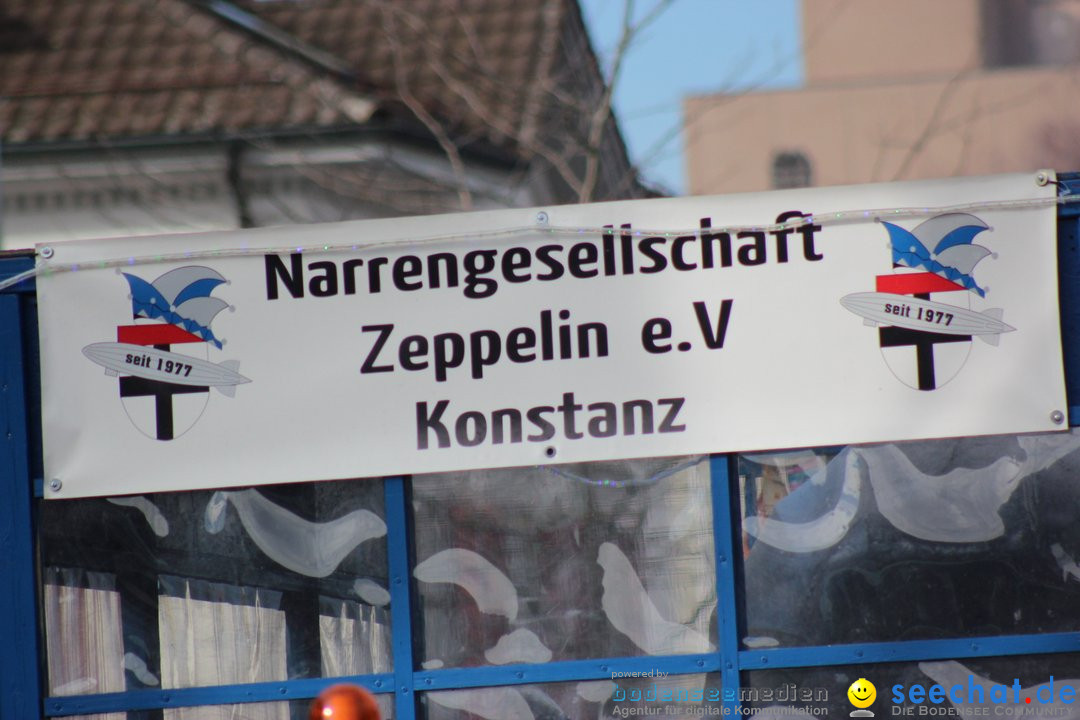 Narrengesellschaft
Zeppelin e.V
Konstanz
seit 1977
seit 1977
powered by
bodenseemedien
Agentur für digitale Kommunikation
seechat.de
Die Bodensee Community